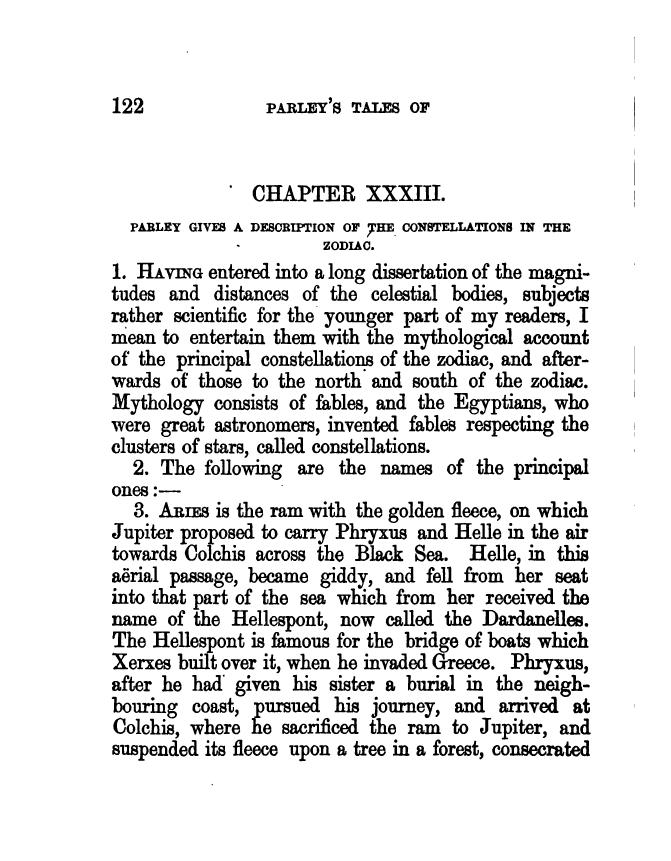 122 PARLEY'S TALES OF
CHAPTER XXXIII.
PARLEY GIVES A DESCRIPTION OF THE CONSTELLATIONS IN THE
ZODIAC.
1. HAVING entered into a long dissertation of the magni-
tudes and distances of the celestial bodies, subjects
rather scientific for the younger part of my readers, I
mean to entertain them with the mythological account
of the principal constellations of the zodiac, and after-
wards of those to the north and south of the zodiac.
Mythology consists of fables, and the Egyptians, who
were great astronomers, invented fables respecting the
clusters of stars, called constellations.
2. The following are the names of the principal
ones:—
3. ARIES is the ram with the golden fleece, on which
Jupiter proposed to carry Phryxus and Helle in the air
towards Colchis across the Black Sea. Helle, in this
aërial passage, became giddy, and fell from her seat
into that part of the sea which from her received the
name of the Hellespont, now called the Dardanelles.
The Hellespont is famous for the bridge of boats which
Xerxes built over it, when he invaded Greece. Phryxus,
after he had given his sister a burial in the neigh-
bouring coast, pursued his journey, and arrived at
Colchis, where he sacrificed the ram to Jupiter, and
suspended its fleece upon a tree in a forest, consecrated